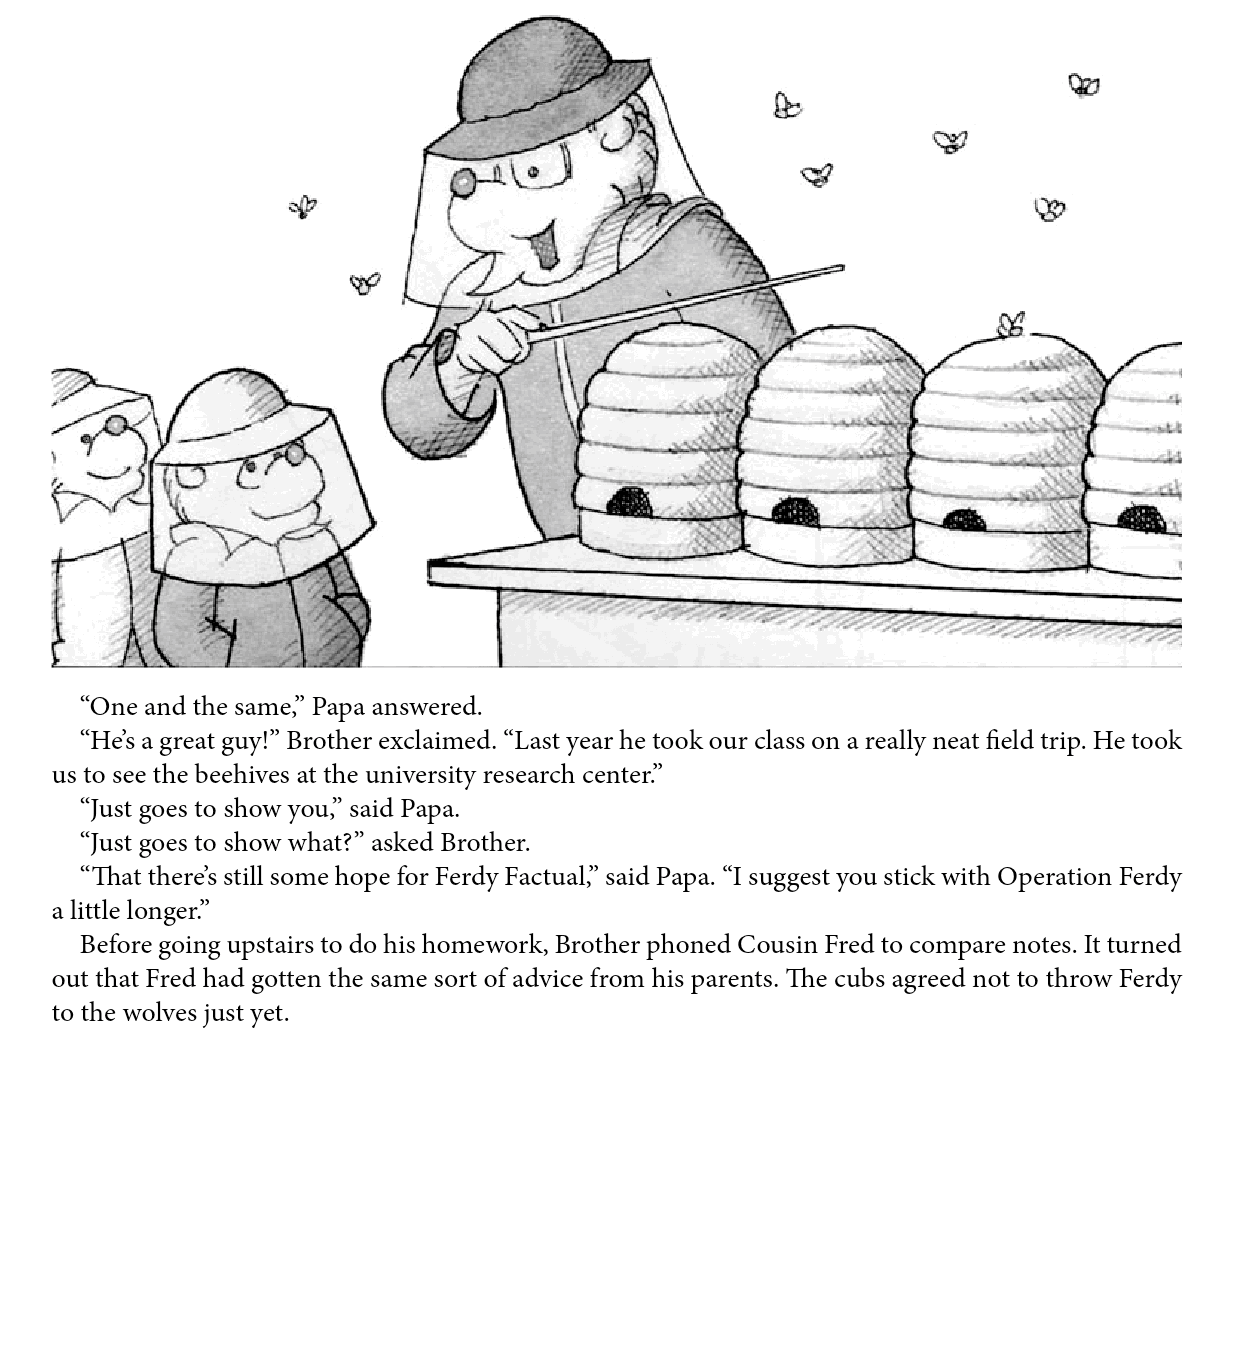 “One and the same,” Papa answered.
“He’s a great guy!” Brother exclaimed. “Last year he took our class on a really neat field trip. He took
us to see the beehives at the university research center.”
“Just goes to show you,” said Papa.
“Just goes to show what?” asked Brother.
“That there’s still some hope for Ferdy Factual,” said Papa. “I suggest you stick with Operation Ferdy
a little longer.”
Before going upstairs to do his homework, Brother phoned Cousin Fred to compare notes. It turned
out that Fred had gotten the same sort of advice from his parents. The cubs agreed not to throw Ferdy
to the wolves just yet.